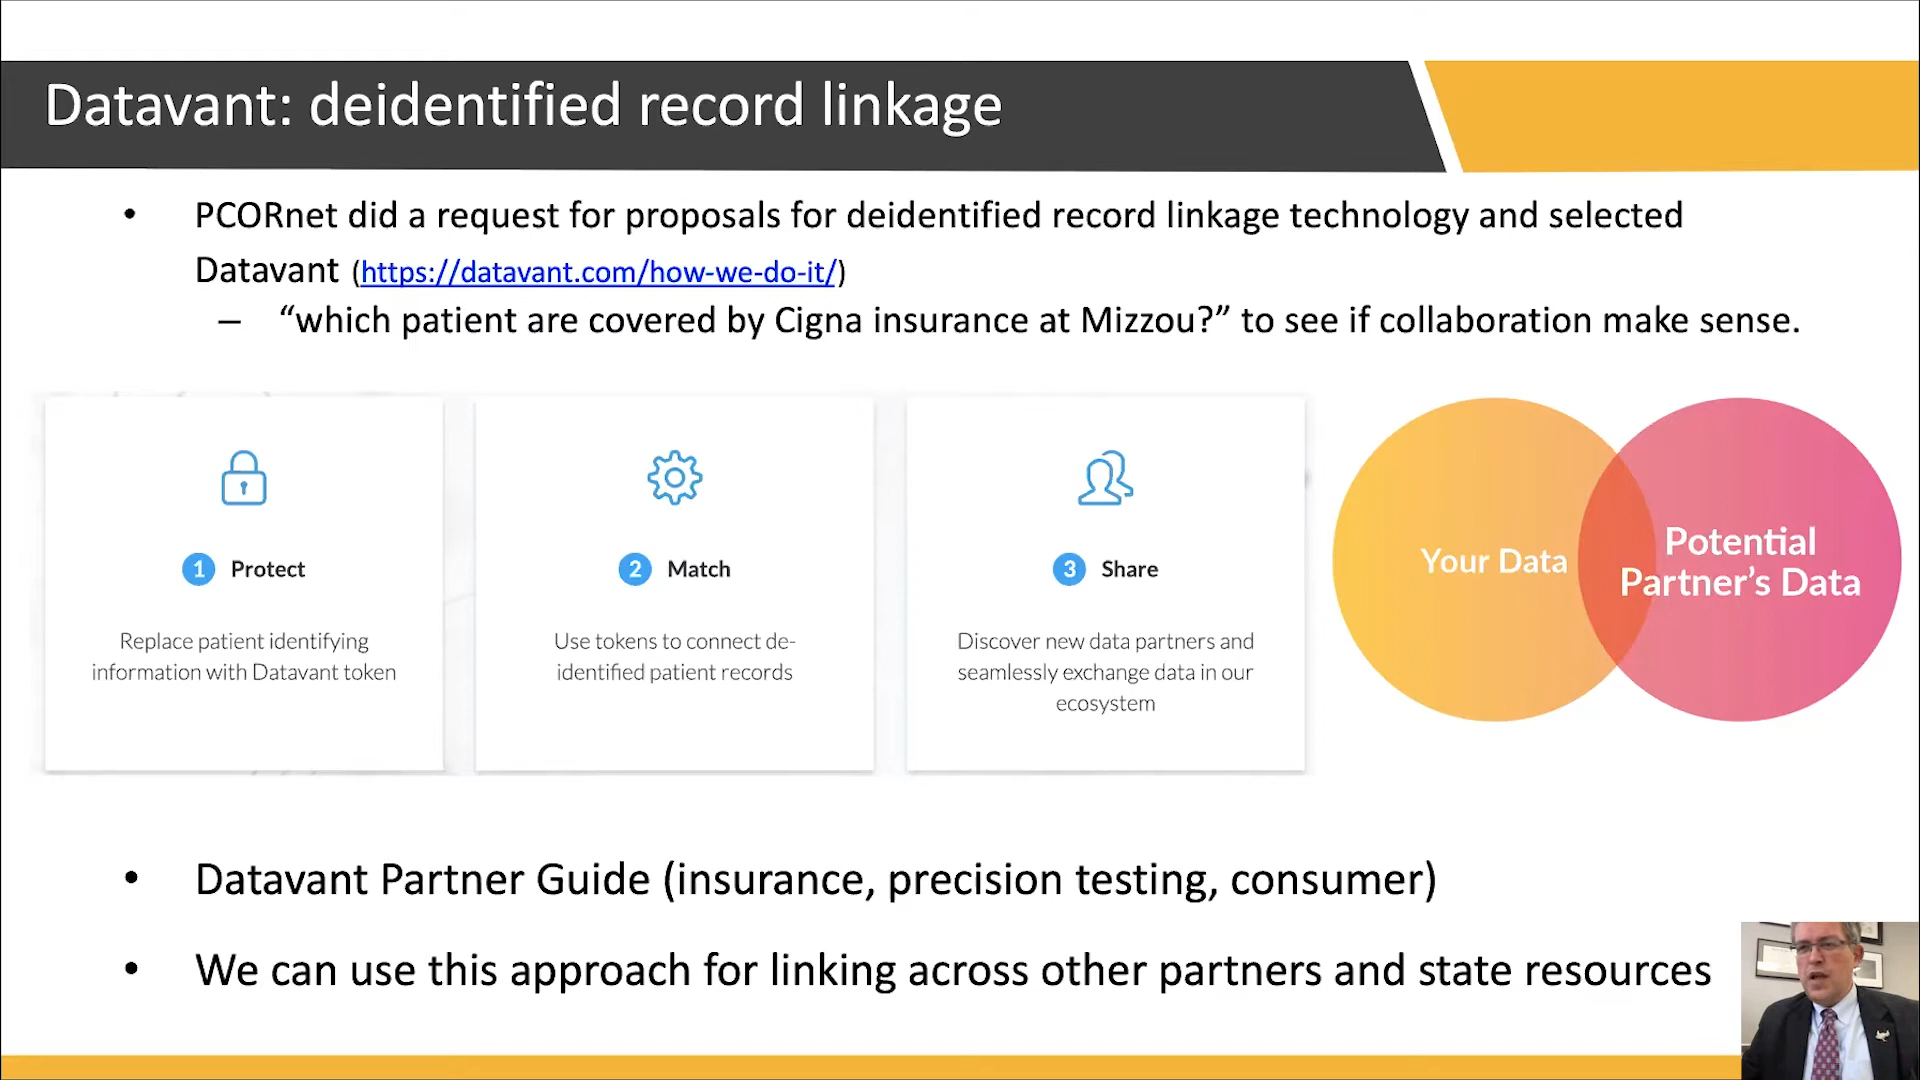 Datavant: deidentified record linkage
• PCORnet did a request for proposals for deidentified record linkage technology and selected
Datavant (https://datavant.com/how-we-do-it/)
– “which patient are covered by Cigna insurance at Mizzou?” to see if collaboration make sense.
1 Protect
Replace patient identifying
information with Datavant token
2 Match
Use tokens to connect de-
identified patient records
3 Share
Discover new data partners and
seamlessly exchange data in our
ecosystem
Your Data
Potential
Partner’s Data
• Datavant Partner Guide (insurance, precision testing, consumer)
• We can use this approach for linking across other partners and state resources